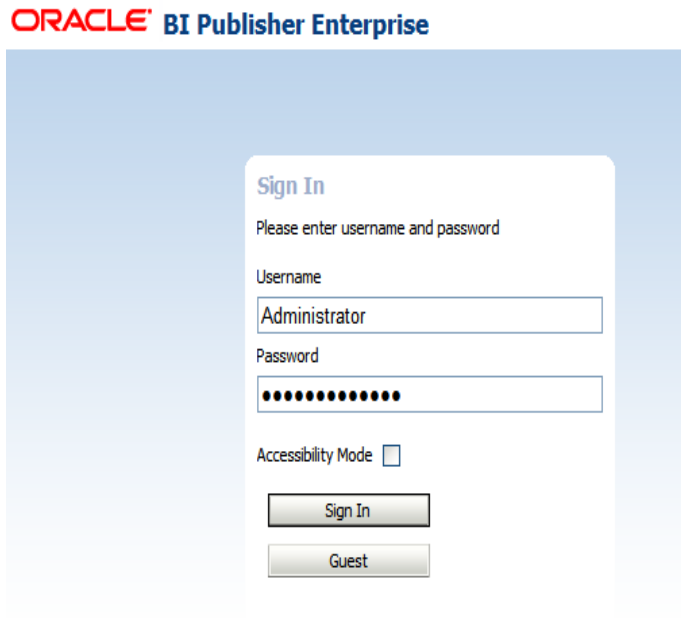 ORACLE' BI Publisher Enterprise
Sign In
Please enter username and password
Username
Administrator
Password
•••••••••••••
Accessibility Mode
Sign In
Guest